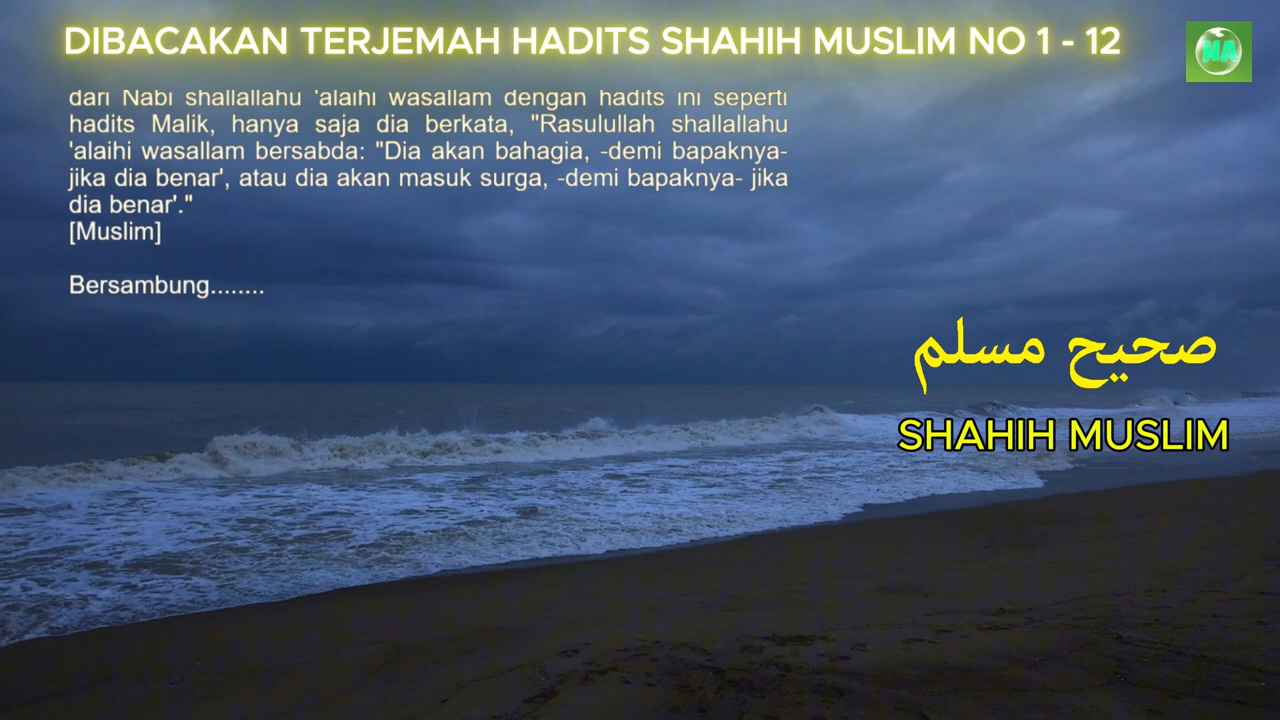 DIBACAKAN TERJEMAH HADITS SHAHIH MUSLIM NO 1 - 12
NA
dari Nabi shallallahu 'alaihi wasallam dengan hadits ini seperti
hadits Malik, hanya saja dia berkata, "Rasulullah shallallahu
'alaihi wasallam bersabda: "Dia akan bahagia, -demi bapaknya-
jika dia benar', atau dia akan masuk surga, -demi bapaknya- jika
dia benar'."
[Muslim]
Bersambung........
صحيح مسلم
SHAHIH MUSLIM